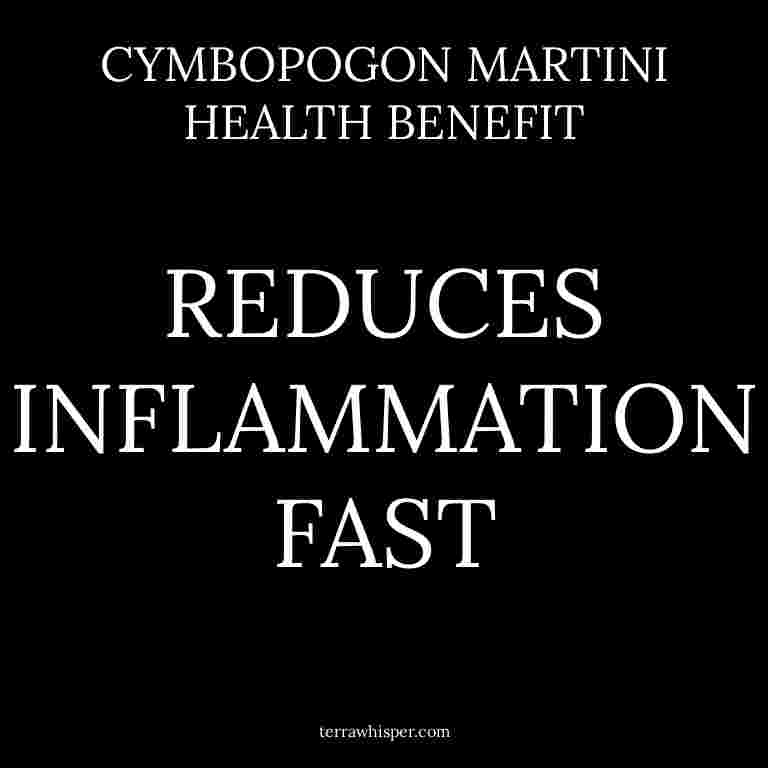 CYMBOPOGON MARTINI
HEALTH BENEFIT
REDUCES
INFLAMMATION
FAST
terrawhisper.com